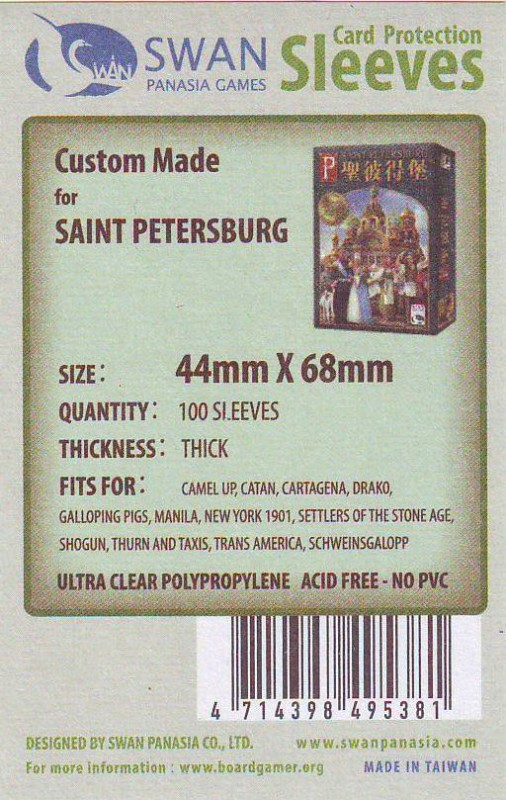 SWAN
SWAN
PANASIA GAMES
Card Protection
Sleeves
Custom Made
for
SAINT PETERSBURG
SAINT PETERSBURG
P 聖彼得堡
SIZE: 44mm X 68mm
QUANTITY: 100 SLEEVES
THICKNESS: THICK
FITS FOR: CAMEL UP, CATAN, CARTAGENA, DRAKO,
GALLOPING PIGS, MANILA, NEW YORK 1901, SETTLERS OF THE STONE AGE,
SHOGUN, THURN AND TAXIS, TRANS AMERICA, SCHWEINSGALOPP
ULTRA CLEAR POLYPROPYLENE ACID FREE - NO PVC
4 714398 495381
DESIGNED BY SWAN PANASIA CO., LTD. www.swanpanasia.com
For more information : www.boardgamer.org MADE IN TAIWAN